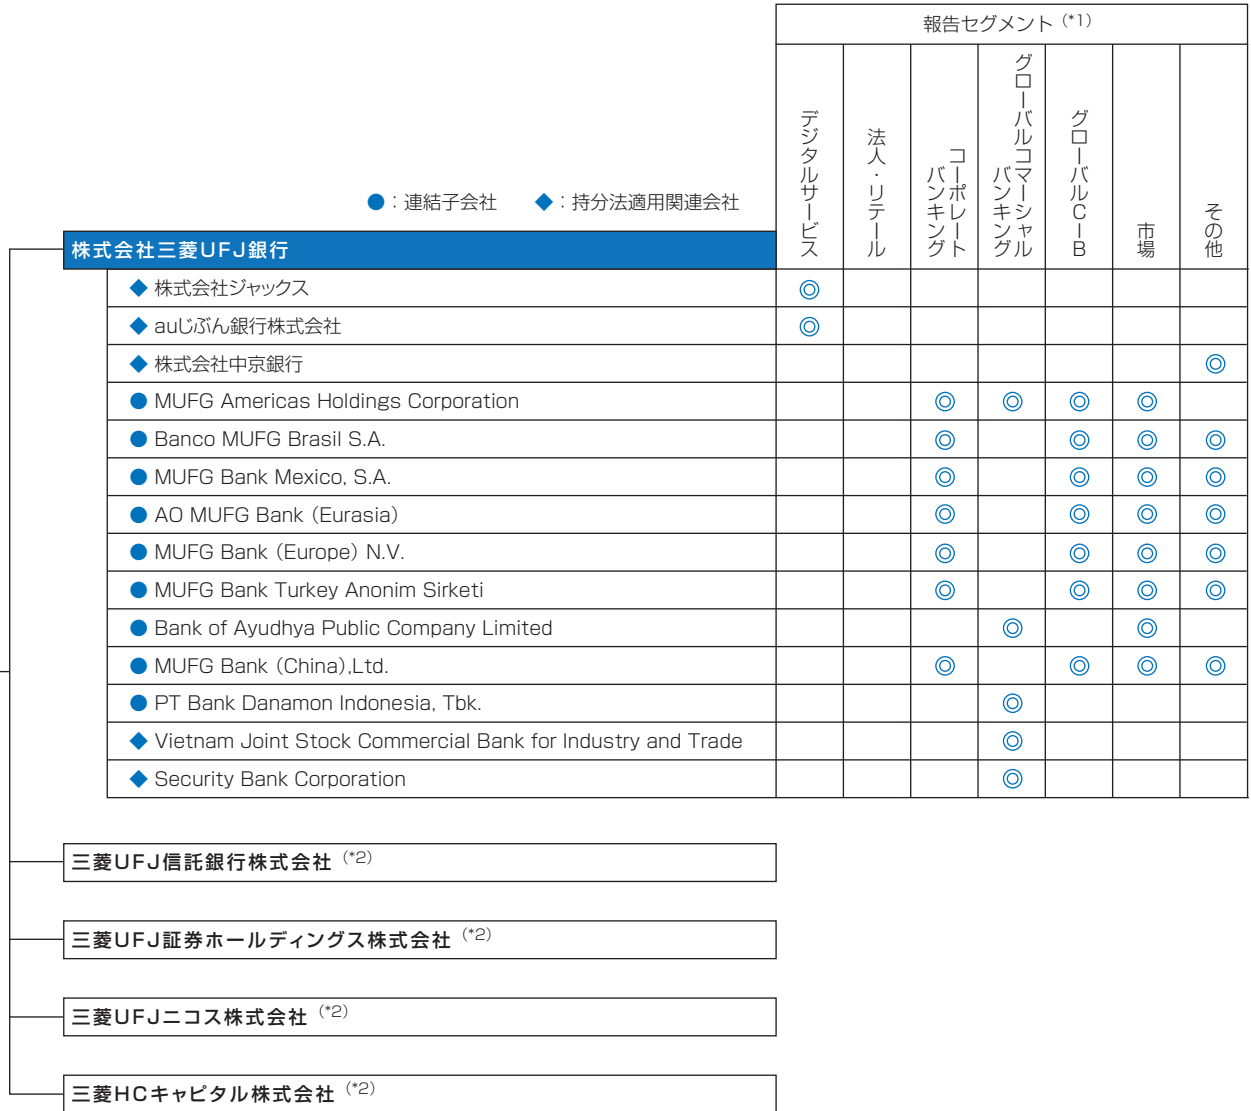 報告セグメント(*1)
デジタルサービス
法人・リテール
コーポレート
バンキング
グローバルコマーシャル
バンキング
グローバルCIB
市場
その他
●：連結子会社 ◆：持分法適用関連会社
株式会社三菱UFJ銀行
◆ 株式会社ジャックス ◎
◆ auじぶん銀行株式会社 ◎
◆ 株式会社中京銀行 ◎
● MUFG Americas Holdings Corporation ◎ ◎ ◎ ◎
● Banco MUFG Brasil S.A. ◎ ◎ ◎ ◎
● MUFG Bank Mexico, S.A. ◎ ◎ ◎ ◎
● AO MUFG Bank (Eurasia) ◎ ◎ ◎ ◎
● MUFG Bank (Europe) N.V. ◎ ◎ ◎ ◎
● MUFG Bank Turkey Anonim Sirketi ◎ ◎ ◎ ◎
● Bank of Ayudhya Public Company Limited ◎ ◎
● MUFG Bank (China),Ltd. ◎ ◎ ◎ ◎
● PT Bank Danamon Indonesia, Tbk. ◎
◆ Vietnam Joint Stock Commercial Bank for Industry and Trade ◎
◆ Security Bank Corporation ◎
三菱UFJ信託銀行株式会社(*2)
三菱UFJ証券ホールディングス株式会社(*2)
三菱UFJニコス株式会社(*2)
三菱HCキャピタル株式会社(*2)